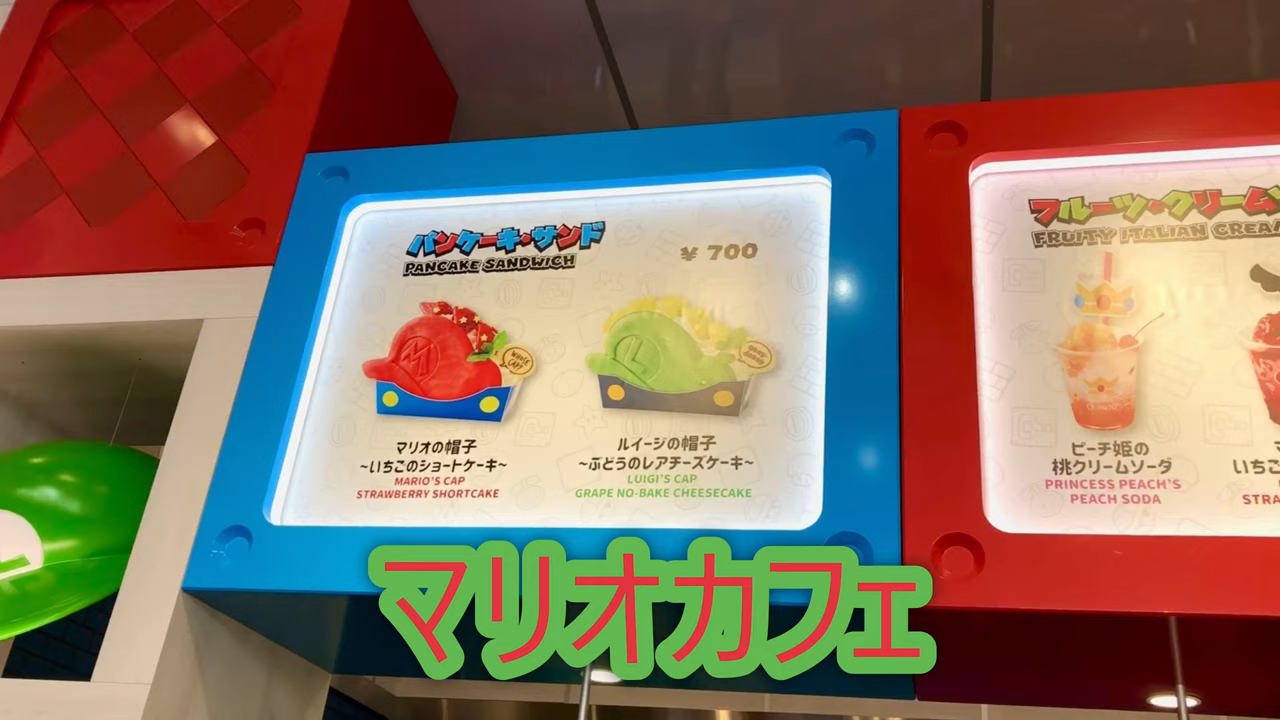 パンケーキ・サンド
PANCAKE SANDWICH
¥ 700
M
WHOSE CAP?
L
マリオの帽子
~いちごのショートケーキ~
MARIO'S CAP
STRAWBERRY SHORTCAKE
ルイージの帽子
~ぶどうのレアチーズケーキ~
LUIGI'S CAP
GRAPE NO-BAKE CHEESECAKE
フルーツ・クリーム
FRUITY ITALIAN CREA
ピーチ姫の
桃クリームソーダ
PRINCESS PEACH'S
PEACH SODA
いちご
STRA
マリオカフェ